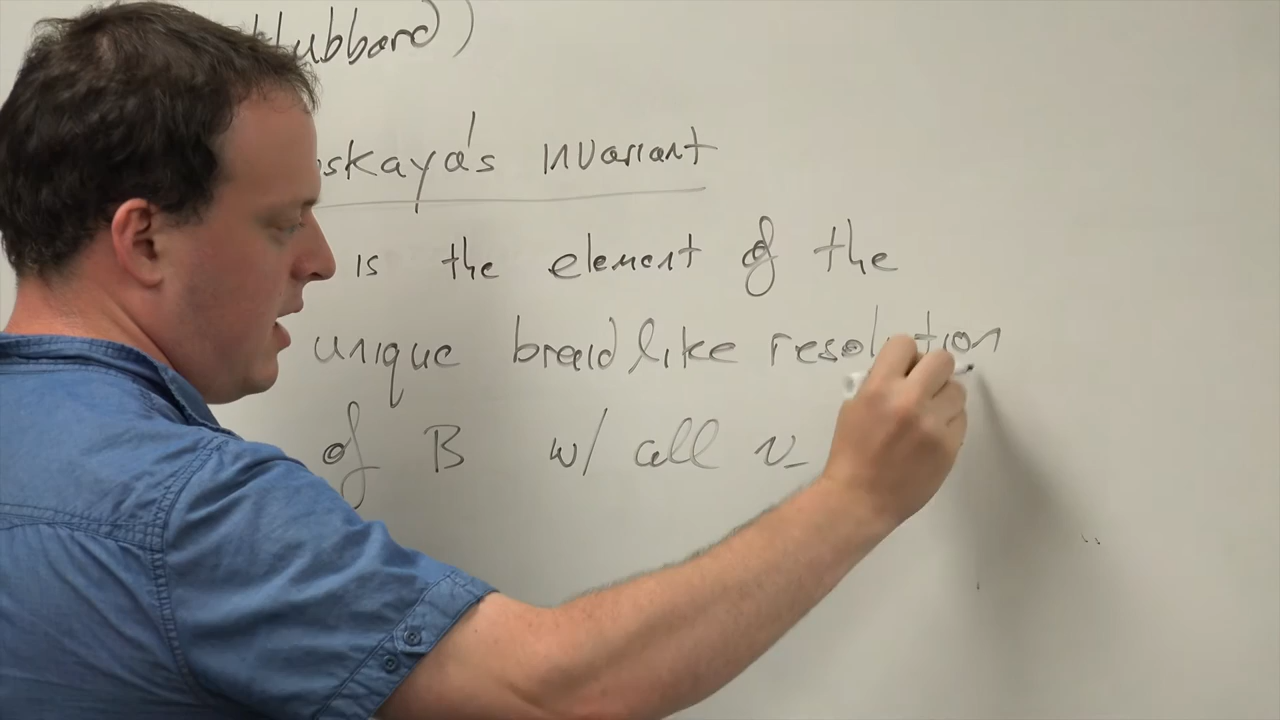 Hubbard)
skaya's invariant
is the element of the
unique braidlike resolution
of B w/ all v_